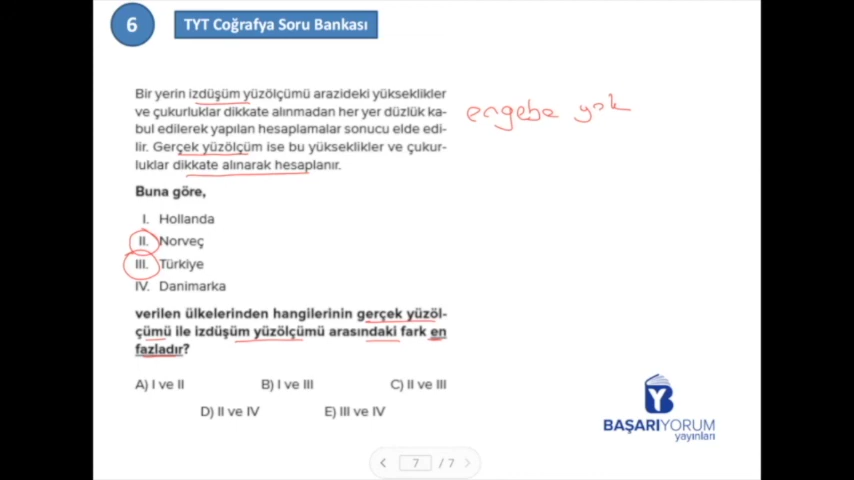 6
TYT Coğrafya Soru Bankası
Bir yerin izdüşüm yüzölçümü arazideki yükseklikler
ve çukurluklar dikkate alınmadan her yer düzlük ka-
bul edilerek yapılan hesaplamalar sonucu elde edi-
lir. Gerçek yüzölçüm ise bu yükseklikler ve çukur-
luklar dikkate alınarak hesaplanır.
engebe yok
Buna göre,
I. Hollanda
II. Norveç
III. Türkiye
IV. Danimarka
verilen ülkelerinden hangilerinin gerçek yüzöl-
çümü ile izdüşüm yüzölçümü arasındaki fark en
fazladır?
A) I ve II B) I ve III C) II ve III
D) II ve IV E) III ve IV
BAŞARIYORUM
yayınları
7 / 7